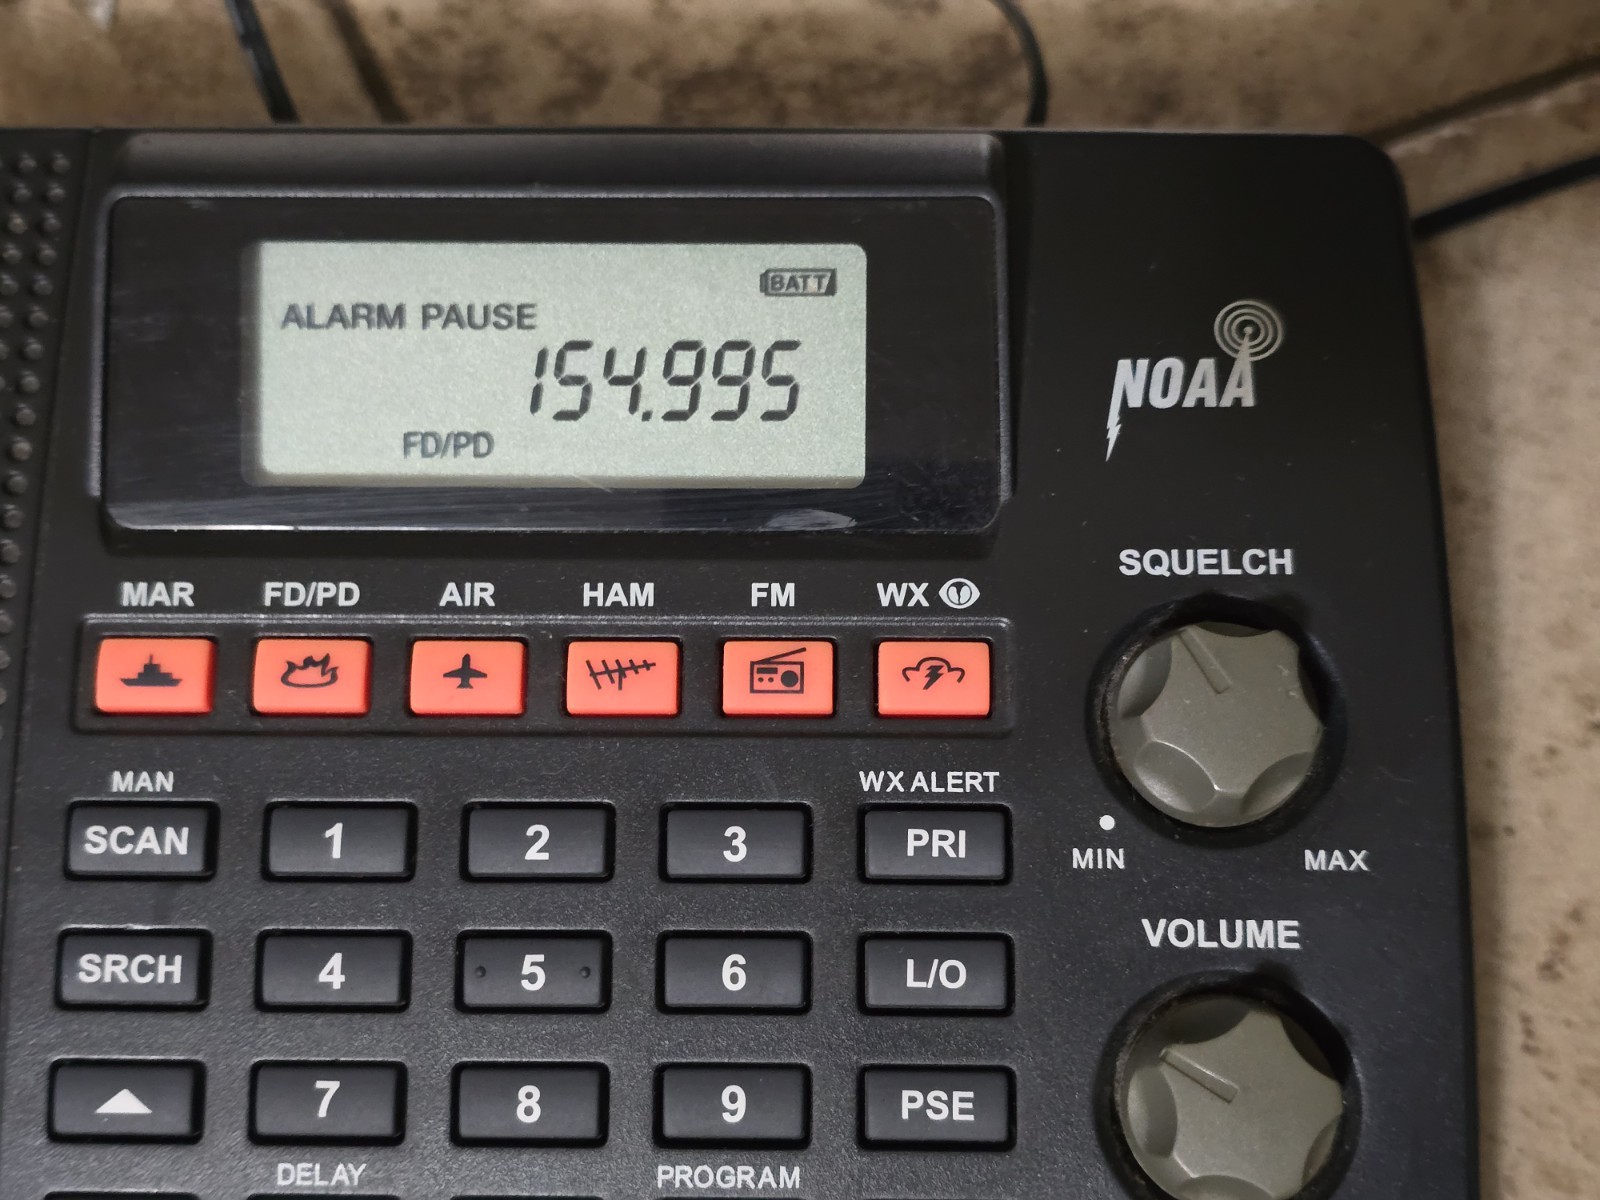 BATT
ALARM PAUSE
154.995
FD/PD
NOAA
SQUELCH
MAR FD/PD AIR HAM FM WX
MAN WX ALERT
SCAN 1 2 3 PRI
MIN MAX
VOLUME
SRCH 4 5 6 L/O
7 8 9 PSE
DELAY PROGRAM